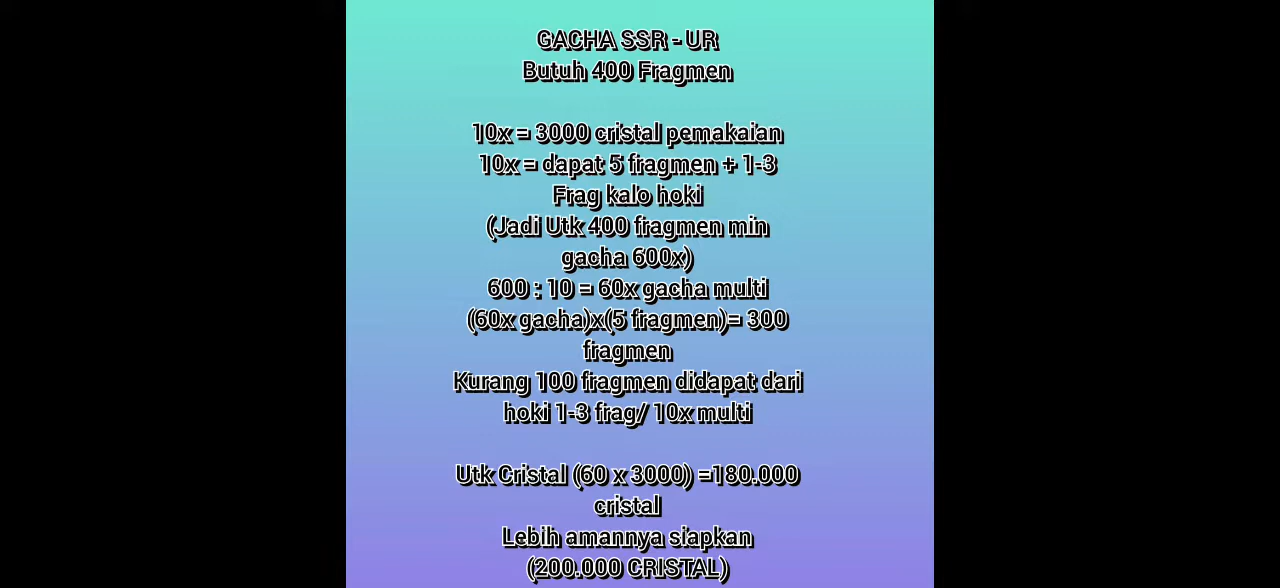 GACHA SSR - UR
Butuh 400 Fragmen
10x = 3000 cristal pemakaian
10x = dapat 5 fragmen + 1-3
Frag kalo hoki
(Jadi Utk 400 fragmen min
gacha 600x)
600 : 10 = 60x gacha multi
(60x gacha)x(5 fragmen)= 300
fragmen
Kurang 100 fragmen didapat dari
hoki 1-3 frag/ 10x multi
Utk Cristal (60 x 3000) =180.000
cristal
Lebih amannya siapkan
(200.000 CRISTAL)